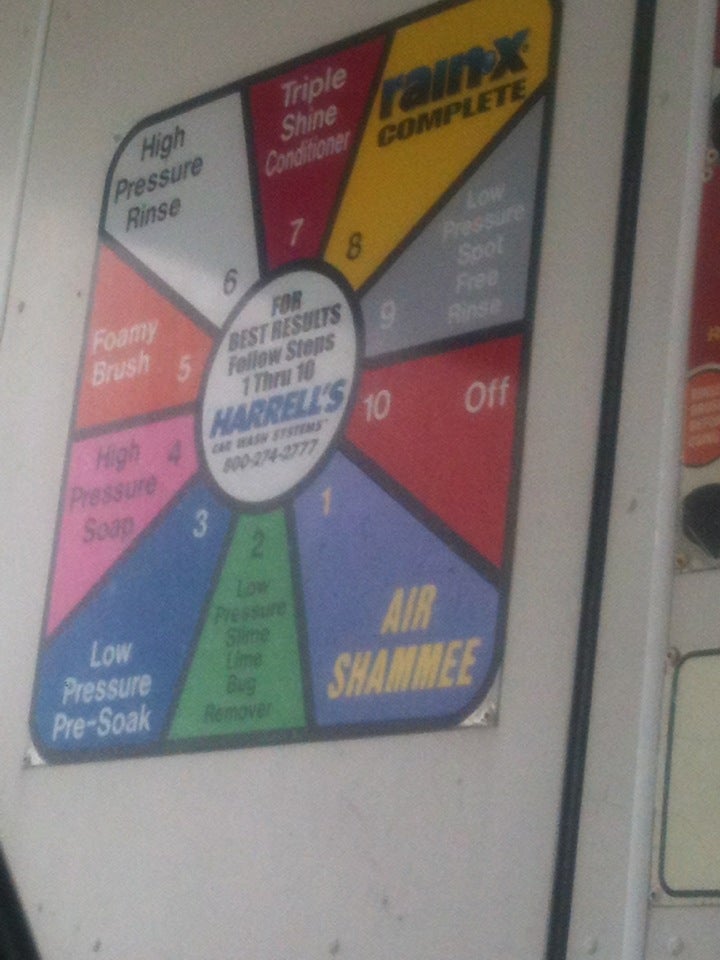 FOR
BEST RESULTS
Follow Steps
1 Thru 10
HARRELL'S
CAR WASH SYSTEMS
800-274-2777
1
AIR
SHAMMEE
2
Low
Pressure
Slime
Lime
Bug
Remover
3
Low
Pressure
Pre-Soak
4
High
Pressure
Soap
5
Foamy
Brush
6
High
Pressure
Rinse
7
Triple
Shine
Conditioner
8
rain-x
COMPLETE
9
Low
Pressure
Spot
Free
Rinse
10
Off